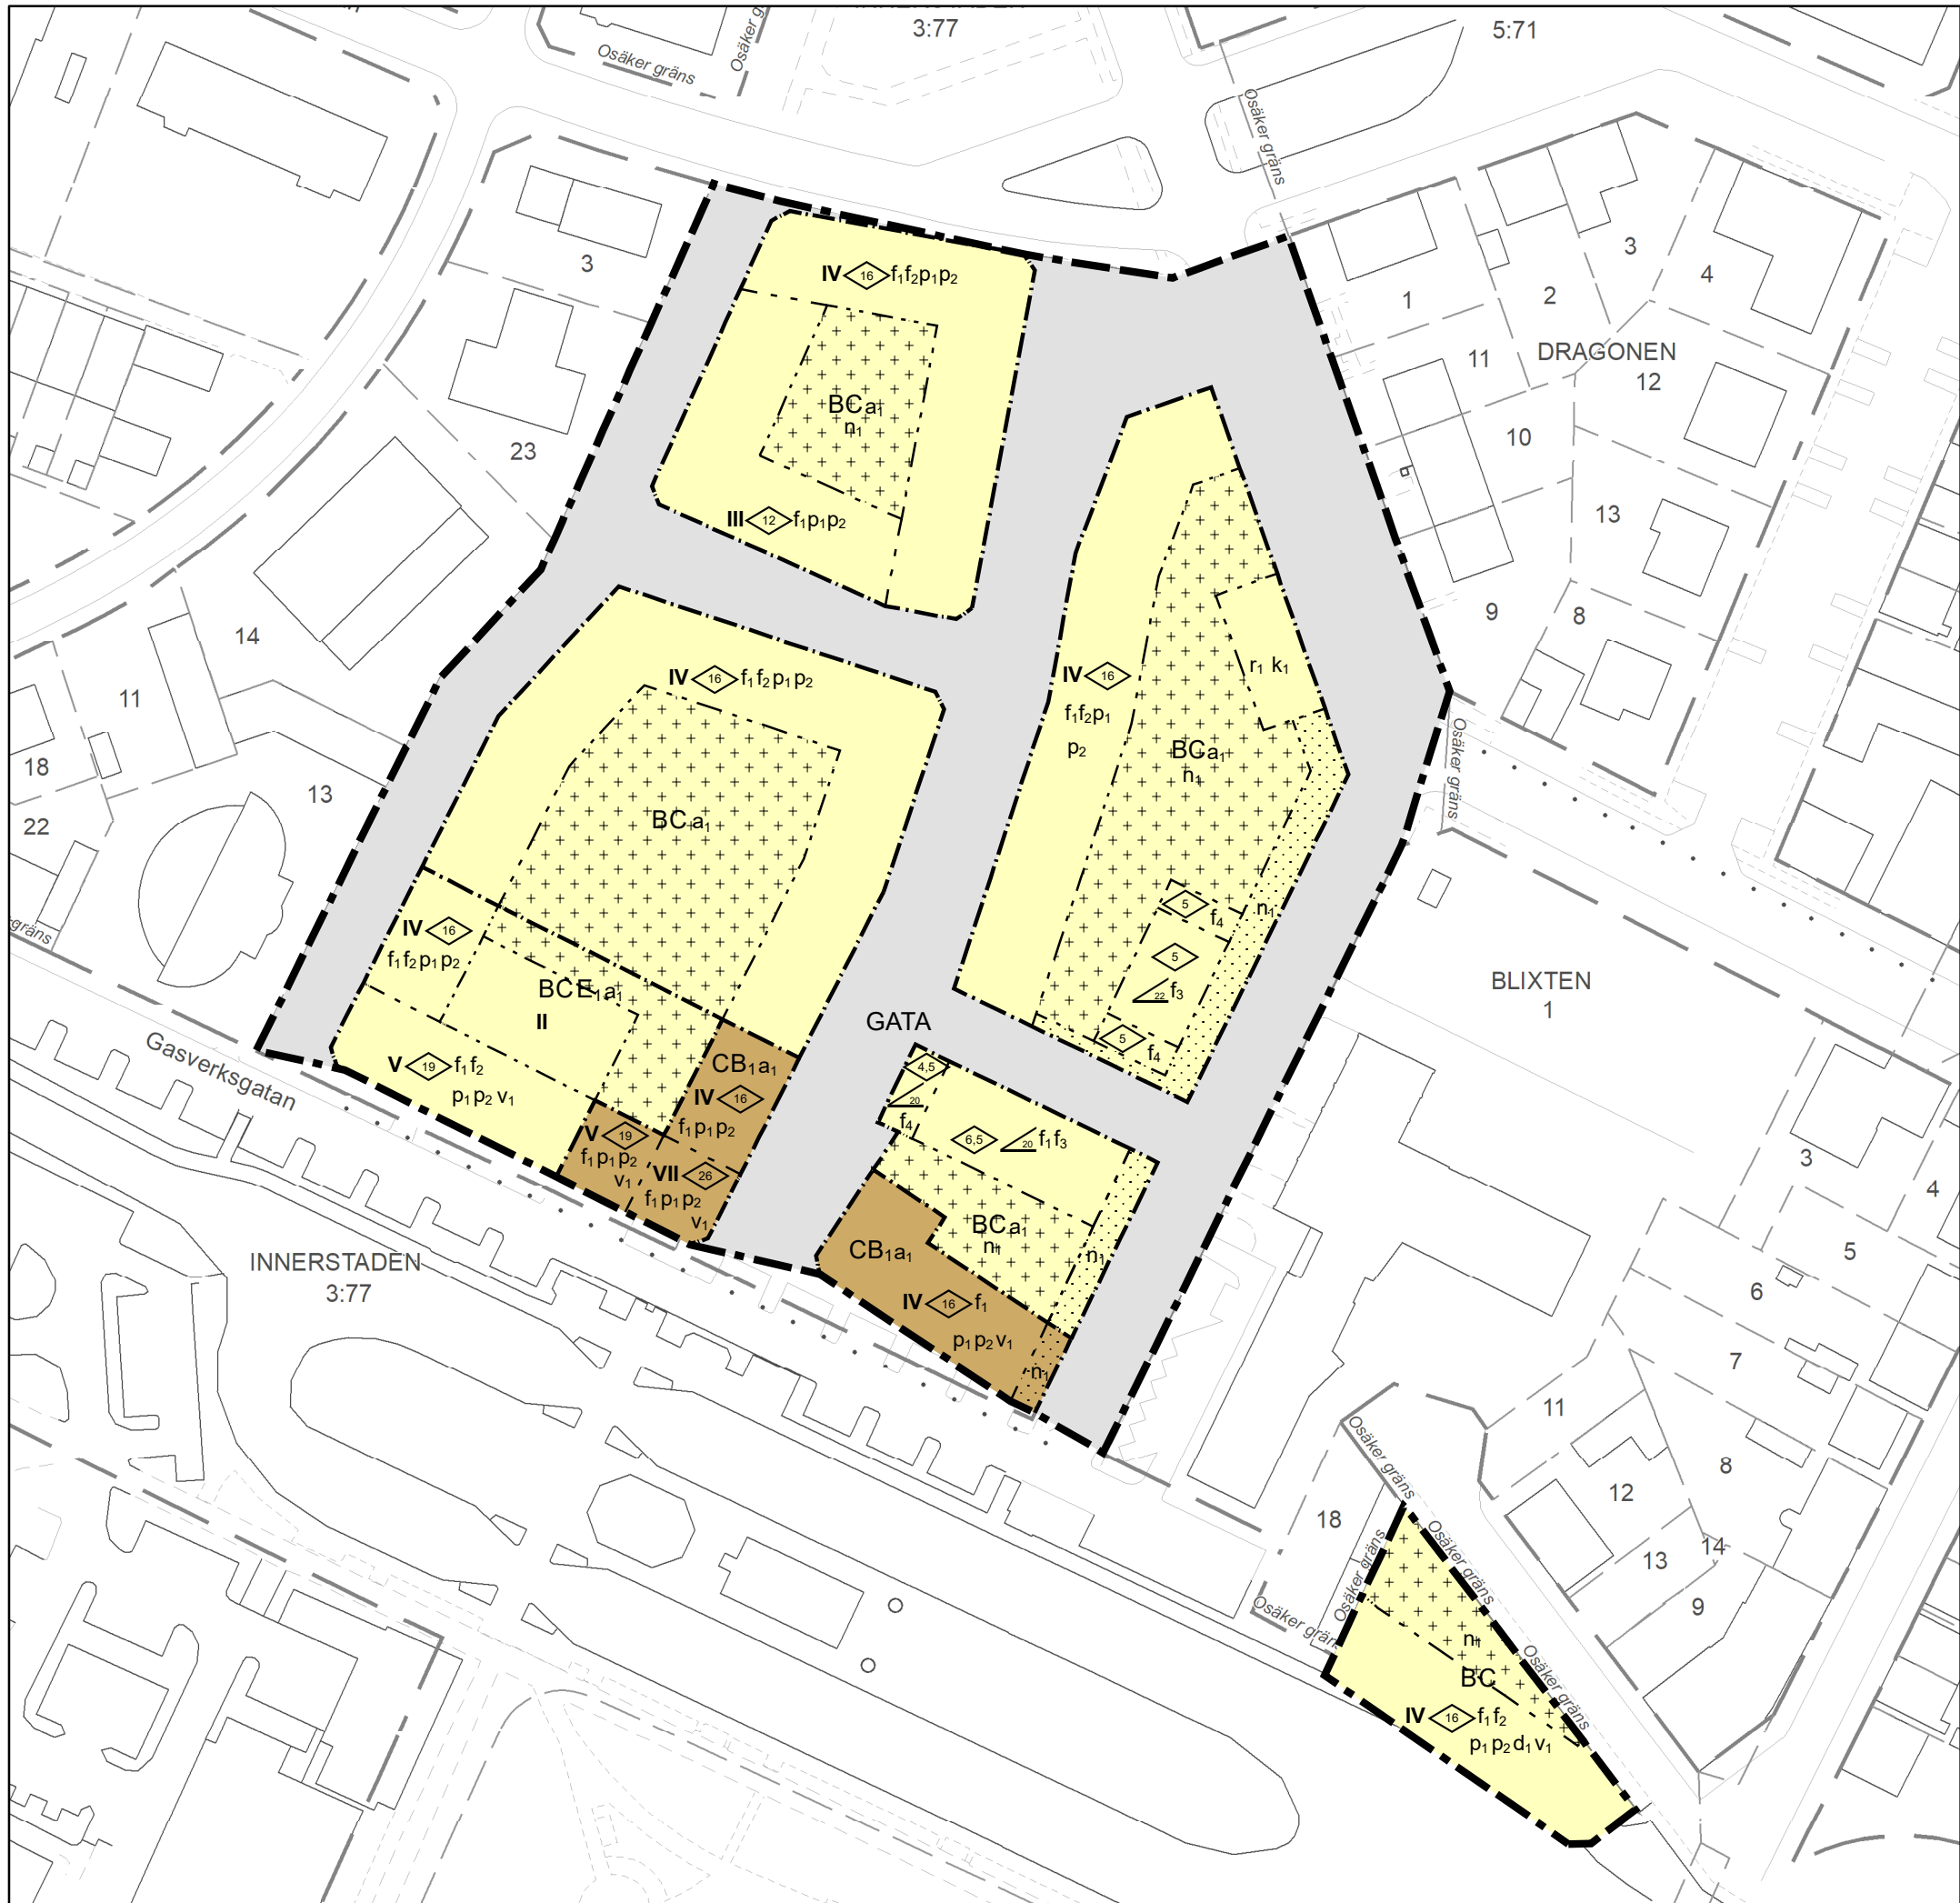 3:77
5:71
Osäker gräns
Osäker gräns
3
IV 16 f1f2p1p2
3
4
1
2
11
DRAGONEN
12
BCa1
n1
10
23
III 12 f1p1p2
13
9
8
14
IV 16 f1f2p1p2
IV 16
f1f2p1
p2
r1 k1
11
BCa1
n1
Osäker gräns
18
13
BCa1
22
gräns
IV 16
f1f2p1p2
5
f4
n1
5
22 f3
BCE1a1
II
BLIXTEN
1
GATA
5
f4
Gasverksgatan
V 19 f1f2
p1p2v1
CB1a1
IV 16
f1p1p2
4,5
20
f4
6,5 20 f1f3
V 19
f1p1p2
v1
VII 26
f1p1p2
v1
3
4
BCa1
n1
n1
CB1a1
INNERSTADEN
3:77
5
6
IV 16 f1
p1p2v1
n1
7
11
Osäker gräns
8
12
18
Osäker gräns
Osäker gräns
13
14
9
Osäker grän
n1
BC
Osäker gräns
IV 16 f1f2
p1p2d1v1